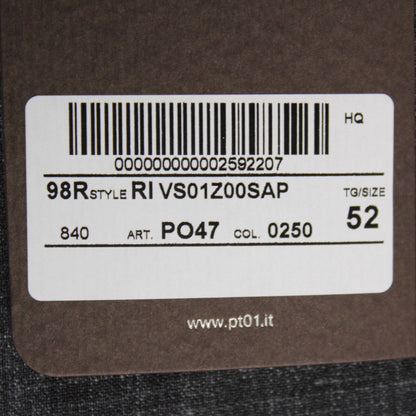 HQ
000000000002592207
98R STYLE RI VS01Z00SAP TG/SIZE
52
840 ART. PO47 COL. 0250
www.pt01.it